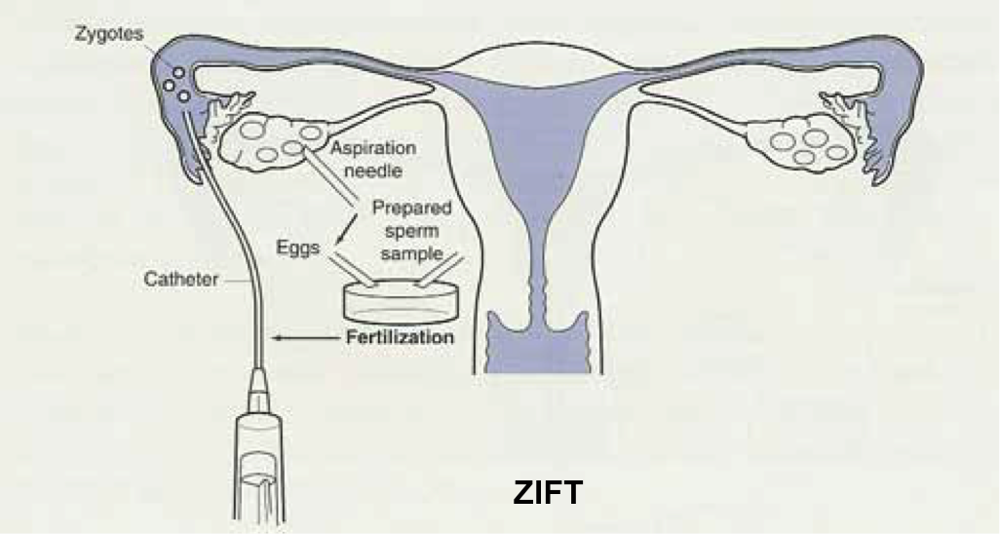 Zygotes
Aspiration
needle
Prepared
sperm
sample
Eggs
Catheter
Fertilization
ZIFT